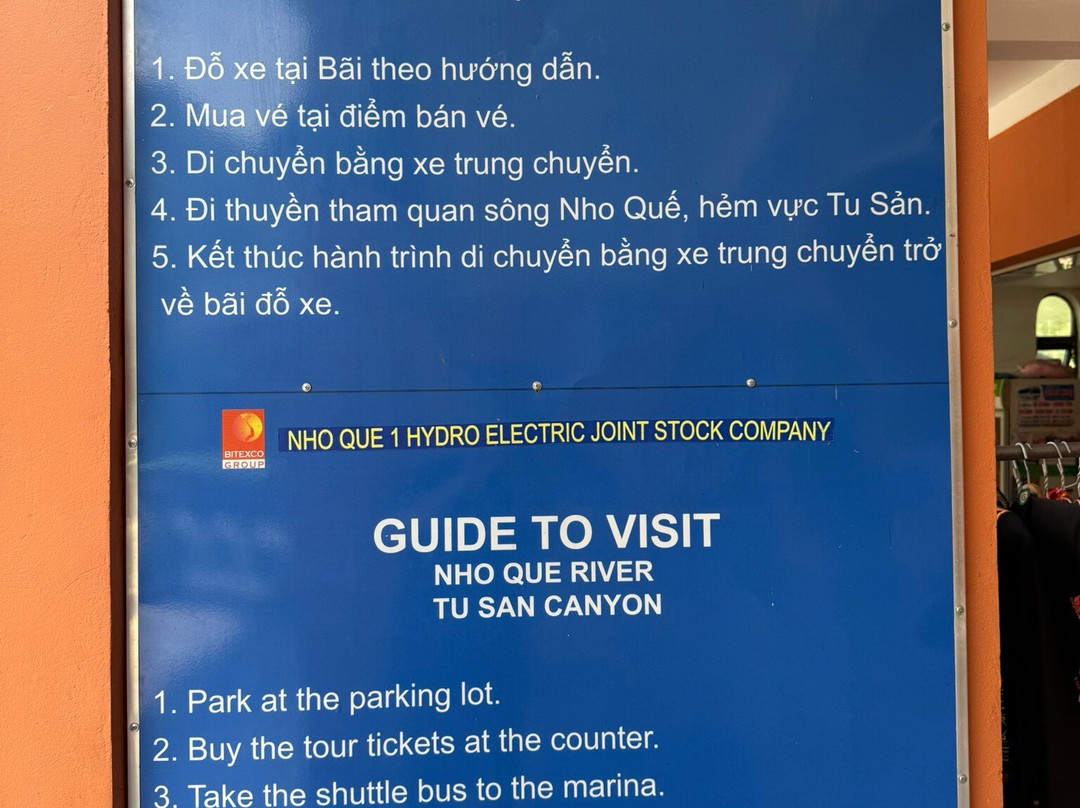 1. Đỗ xe tại Bãi theo hướng dẫn.
2. Mua vé tại điểm bán vé.
3. Di chuyển bằng xe trung chuyển.
4. Đi thuyền tham quan sông Nho Quế, hẻm vực Tu Sản.
5. Kết thúc hành trình di chuyển bằng xe trung chuyển trở
về bãi đỗ xe.
BITEXCO
GROUP
NHO QUE 1 HYDRO ELECTRIC JOINT STOCK COMPANY
GUIDE TO VISIT
NHO QUE RIVER
TU SAN CANYON
1. Park at the parking lot.
2. Buy the tour tickets at the counter.
3. Take the shuttle bus to the marina.